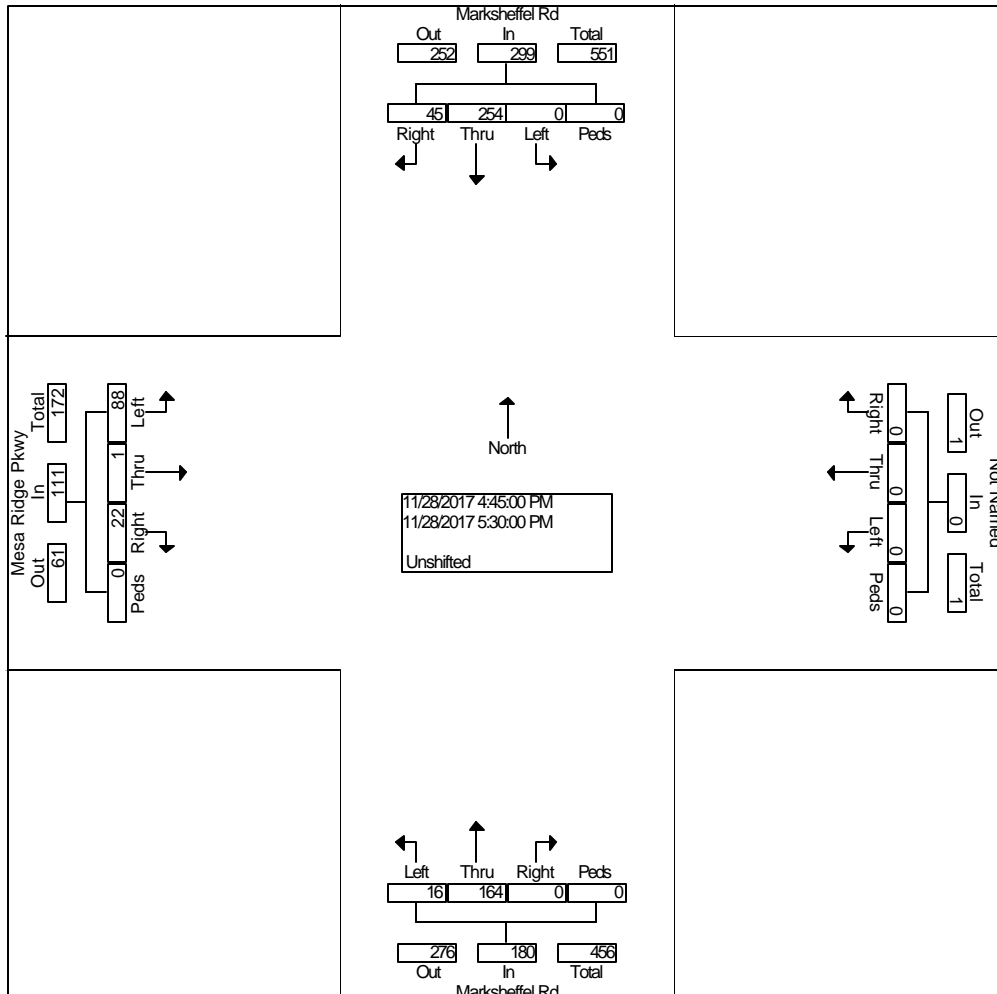 Marksheffel Rd
Out In Total
252 299 551
45 254 0 0
Right Thru Left Peds
Mesa Ridge Pkwy
Total In Out
172 111 61
88 1 22 0
Left Thru Right Peds
North
11/28/2017 4:45:00 PM
11/28/2017 5:30:00 PM
Unshifted
Right Thru Left Peds
0 0 0 0
Out In Total
1 0 1
Not Named
Left Thru Right Peds
16 164 0 0
276 180 456
Out In Total
Marksheffel Rd